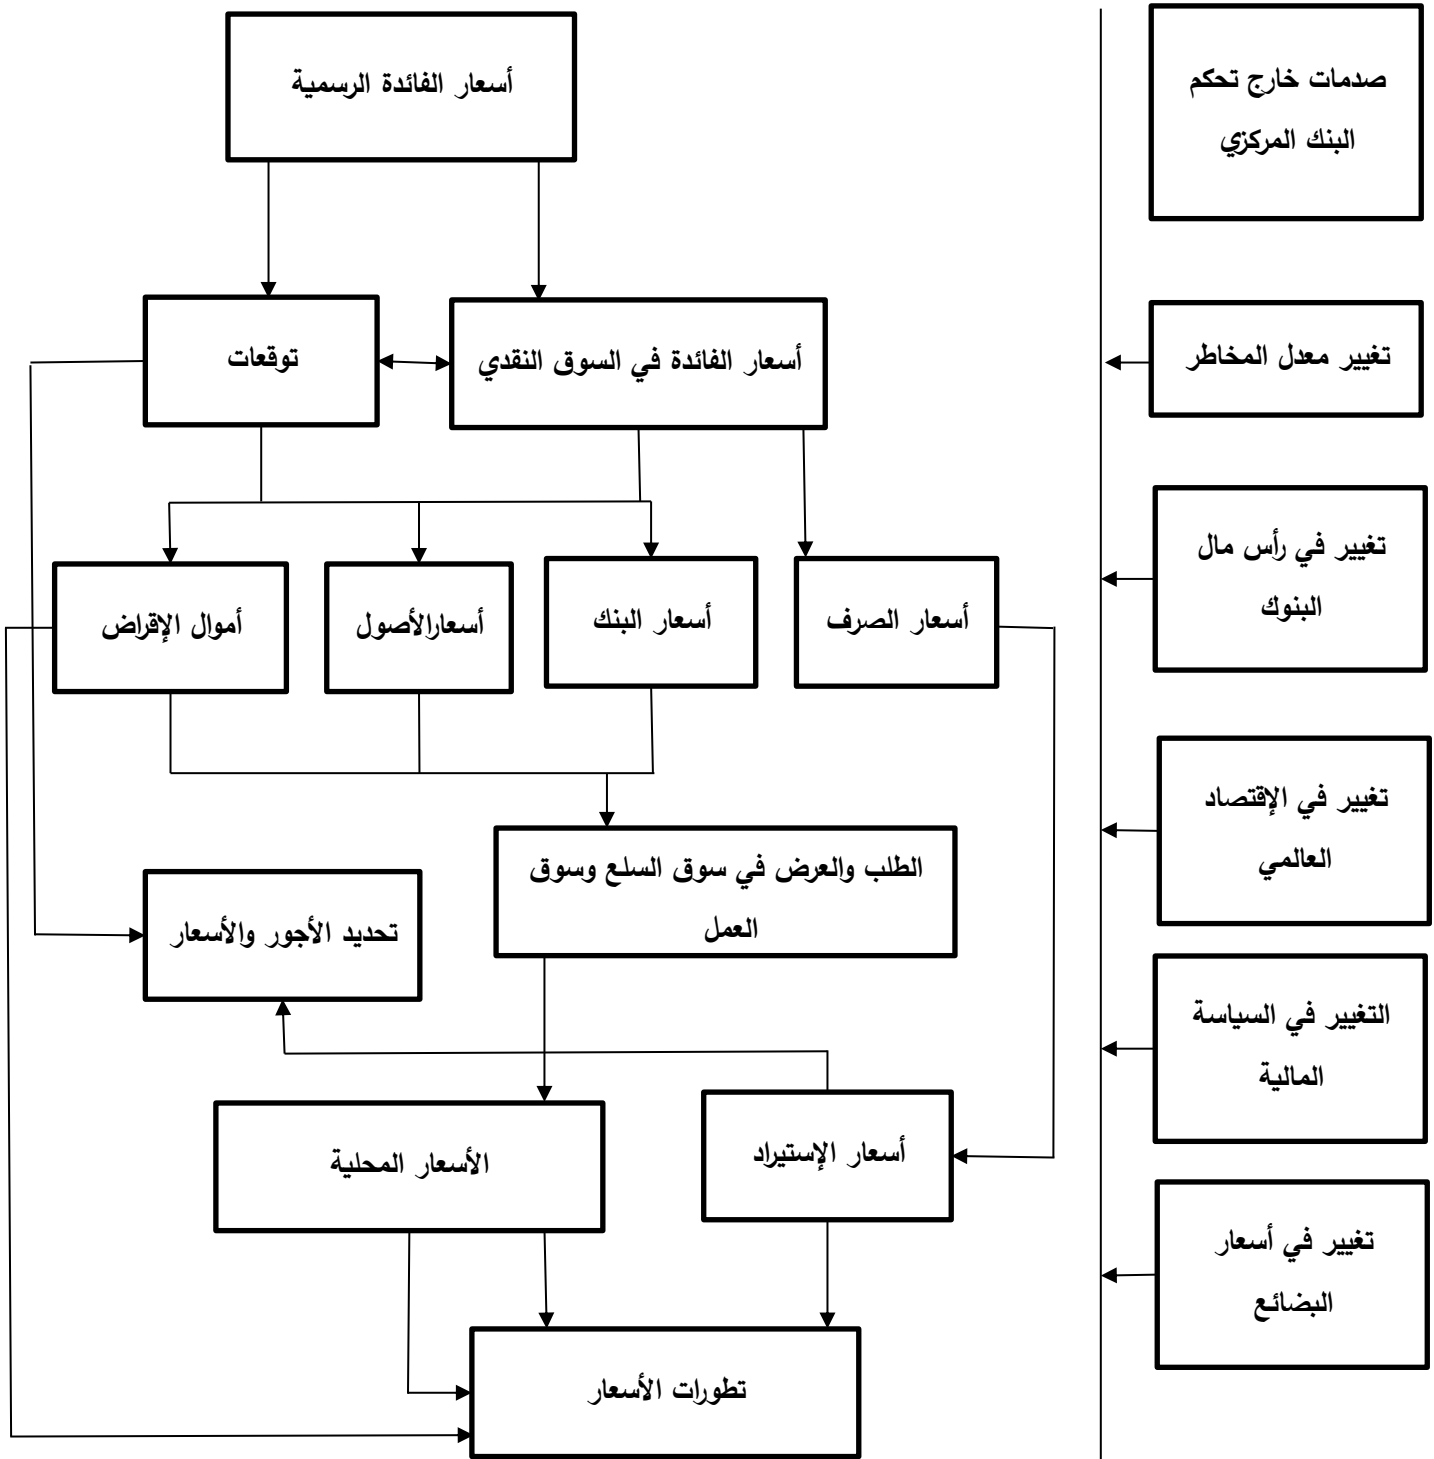 أسعار الفائدة الرسمية
صدمات خارج تحكم
البنك المركزي
توقعات
أسعار الفائدة في السوق النقدي
تغيير معدل المخاطر
أموال الإقراض
أسعارالأصول
أسعار البنك
أسعار الصرف
تغيير في رأس مال
البنوك
الطلب والعرض في سوق السلع وسوق
العمل
تحديد الأجور والأسعار
تغيير في الإقتصاد
العالمي
التغيير في السياسة
المالية
الأسعار المحلية
أسعار الإستيراد
تغيير في أسعار
البضائع
تطورات الأسعار